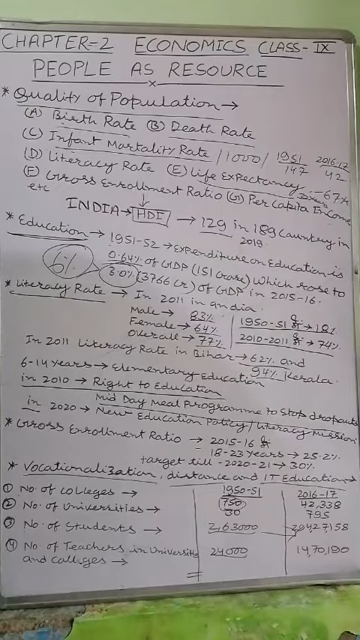 CHAPTER-2 ECONOMICS CLASS-IX
PEOPLE AS RESOURCE
* Quality of Population →
(A) Birth Rate (B) Death Rate
(C) Infant Mortality Rate /1000/ 1951 2016-17
147 42
(D) Literacy Rate (E) Life Expectancy :- 67%
(F) Gross Enrollment Ratio (G) Per Capita Income
etc
INDIA → HDI → 129 in 189 Countery in
2018
* Education → 1951-52 → Expenditure on Education is
0.64% of GDP (151 Crore) which rose to
6% 3.0% (3766 Cr) of GDP in 2015-16.
* Literacy Rate → In 2011 in India
Male → 83% 1950-51 → 18%
Female → 64% 2010-2011 → 74%
Overall → 77%
In 2011 Literacy Rate in Bihar → 62% and
94% Kerala.
6-14 years → elementary Education
in 2010 → Right to Education
Mid Day Meal Programme to Stop dropouts
in 2020 → New Education Policy/Literacy Mission
* Gross Enrollment Ratio → 2015-16
18-23 years → 25.2%
target till - 2020-21 → 30%
* Vocationalization, distance and IT Education
1950-51 2016-17
① No of Colleges → 750 42,338
② No of Universities → 30 795
③ No of Students → 2,63000 29427158
④ No of Teachers in Universities 24000 14,70,190
and Colleges →